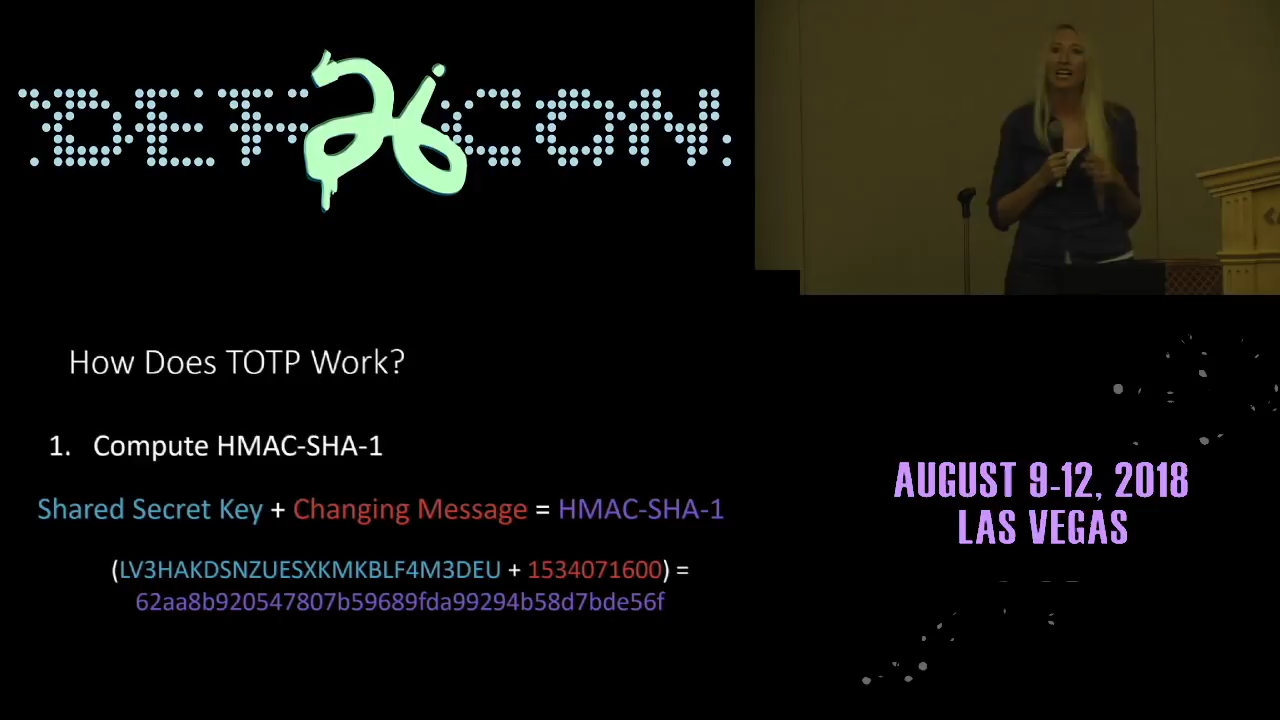 DEF 26 CON
How Does TOTP Work?
1. Compute HMAC-SHA-1
Shared Secret Key + Changing Message = HMAC-SHA-1
(LV3HAKDSNZUESXKMKBLF4M3DEU + 1534071600) =
62aa8b920547807b59689fda99294b58d7bde56f
AUGUST 9-12, 2018
LAS VEGAS